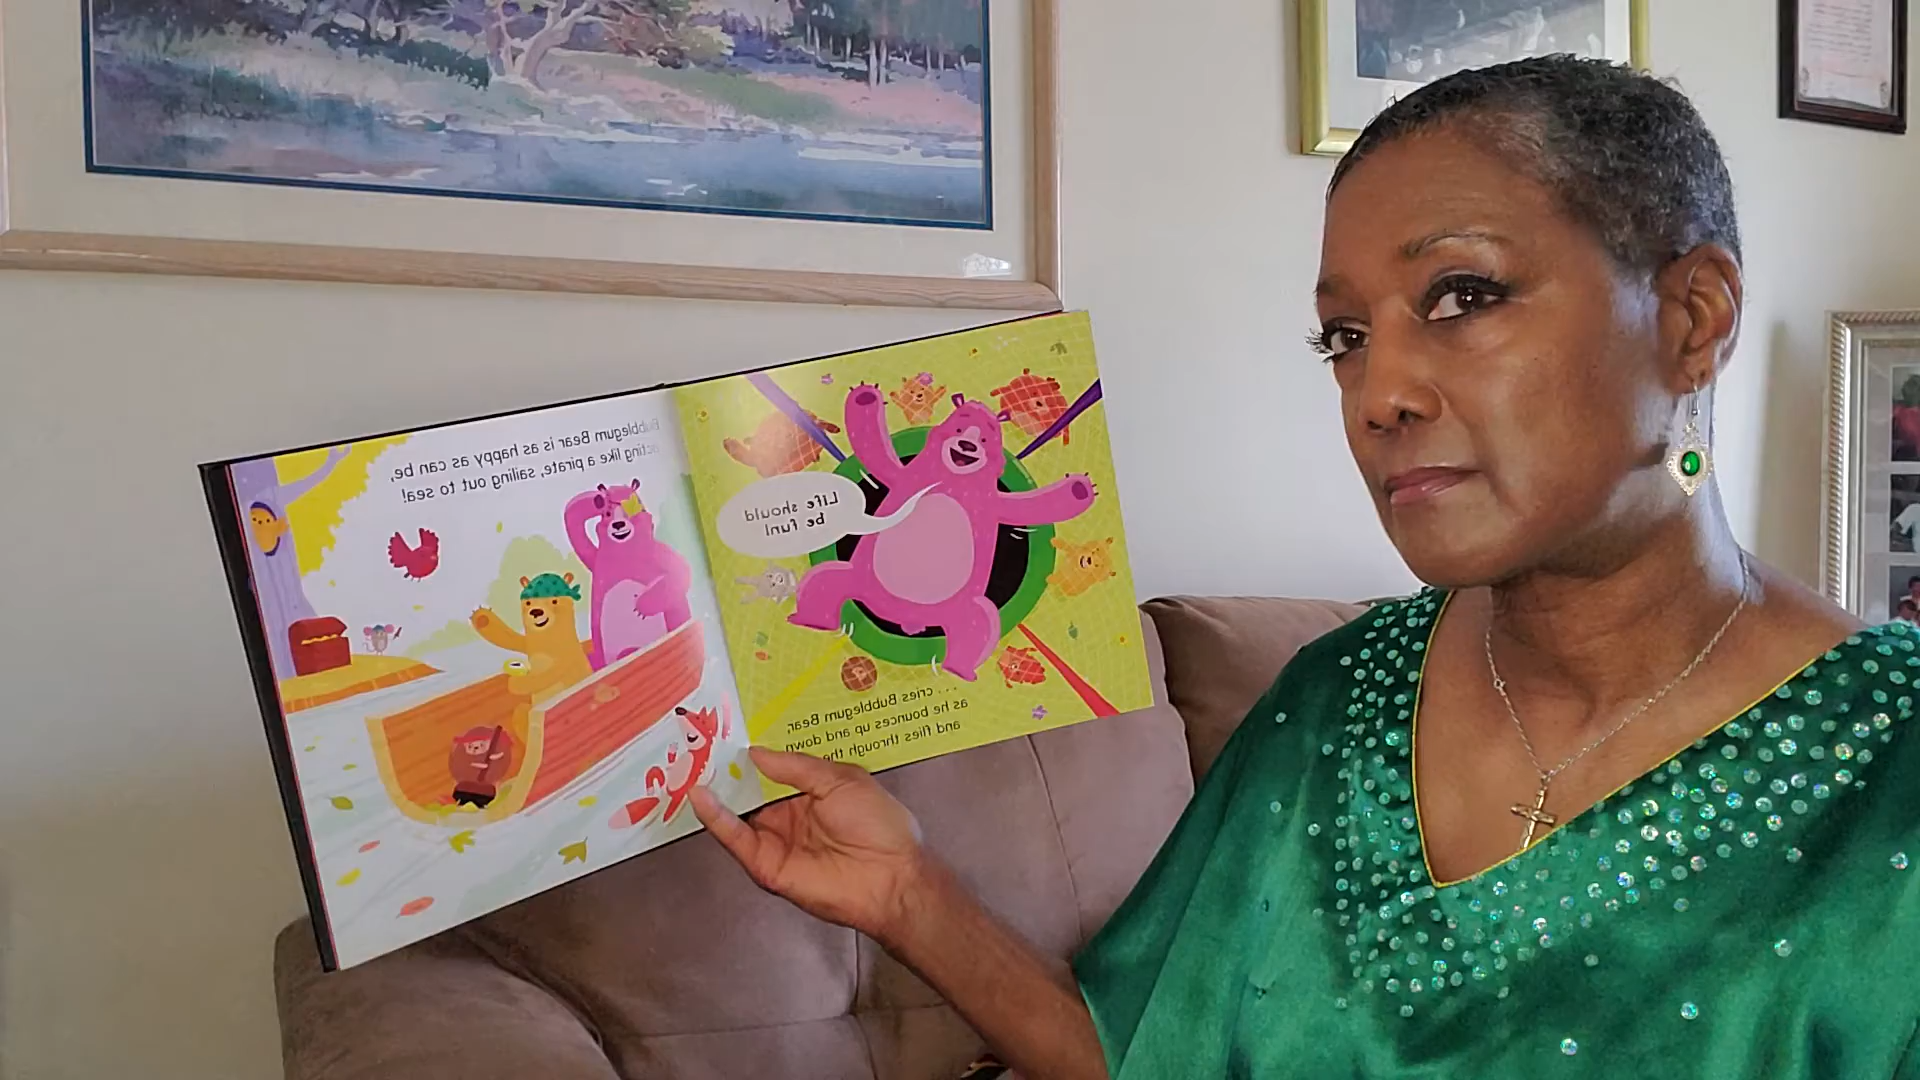 Life should
be fun!
. . . cries Bubblegum Bear,
as he bounces up and down
and flies through the
Bubblegum Bear is as happy as can be,
acting like a pirate, sailing out to sea!